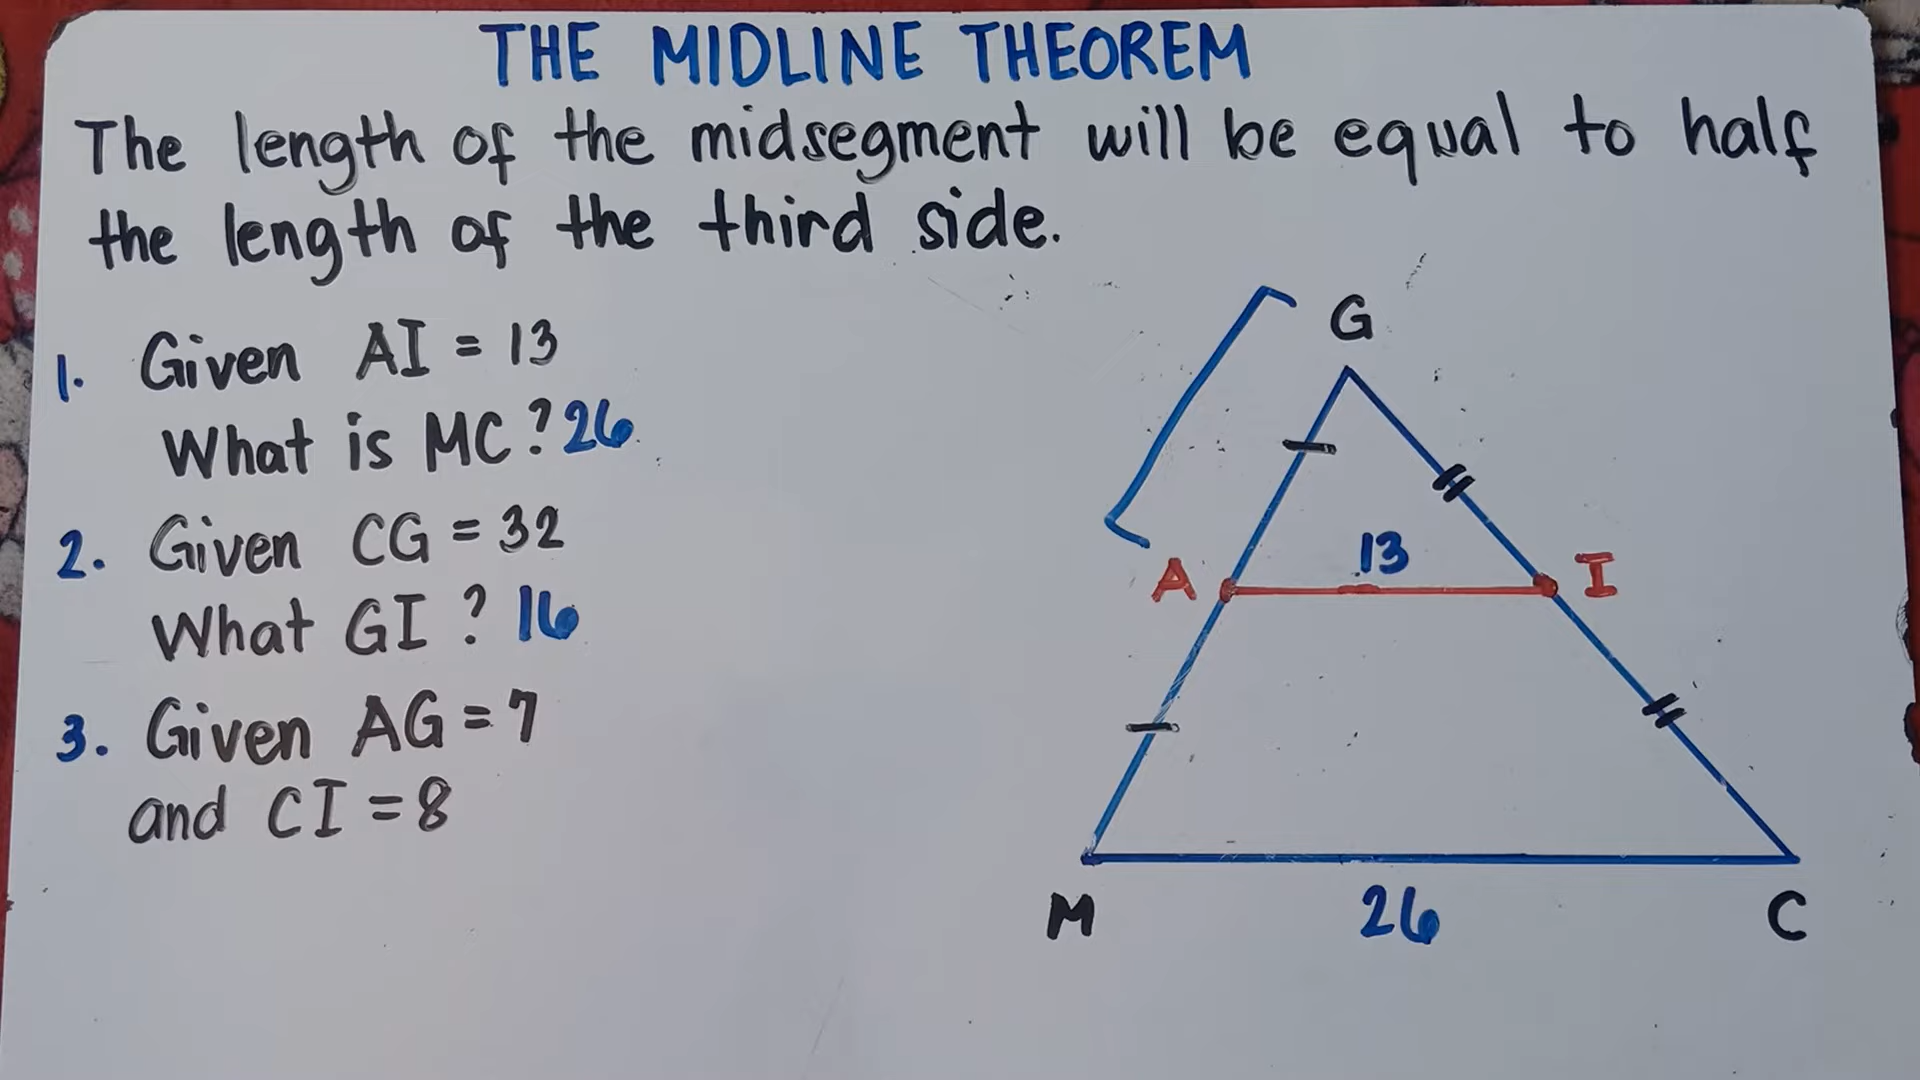 THE MIDLINE THEOREM
The length of the midsegment will be equal to half
the length of the third side.
1. Given AI = 13
What is MC? 26
2. Given CG = 32
What GI? 16
3. Given AG = 7
and CI = 8
G
13
A
I
M
26
C